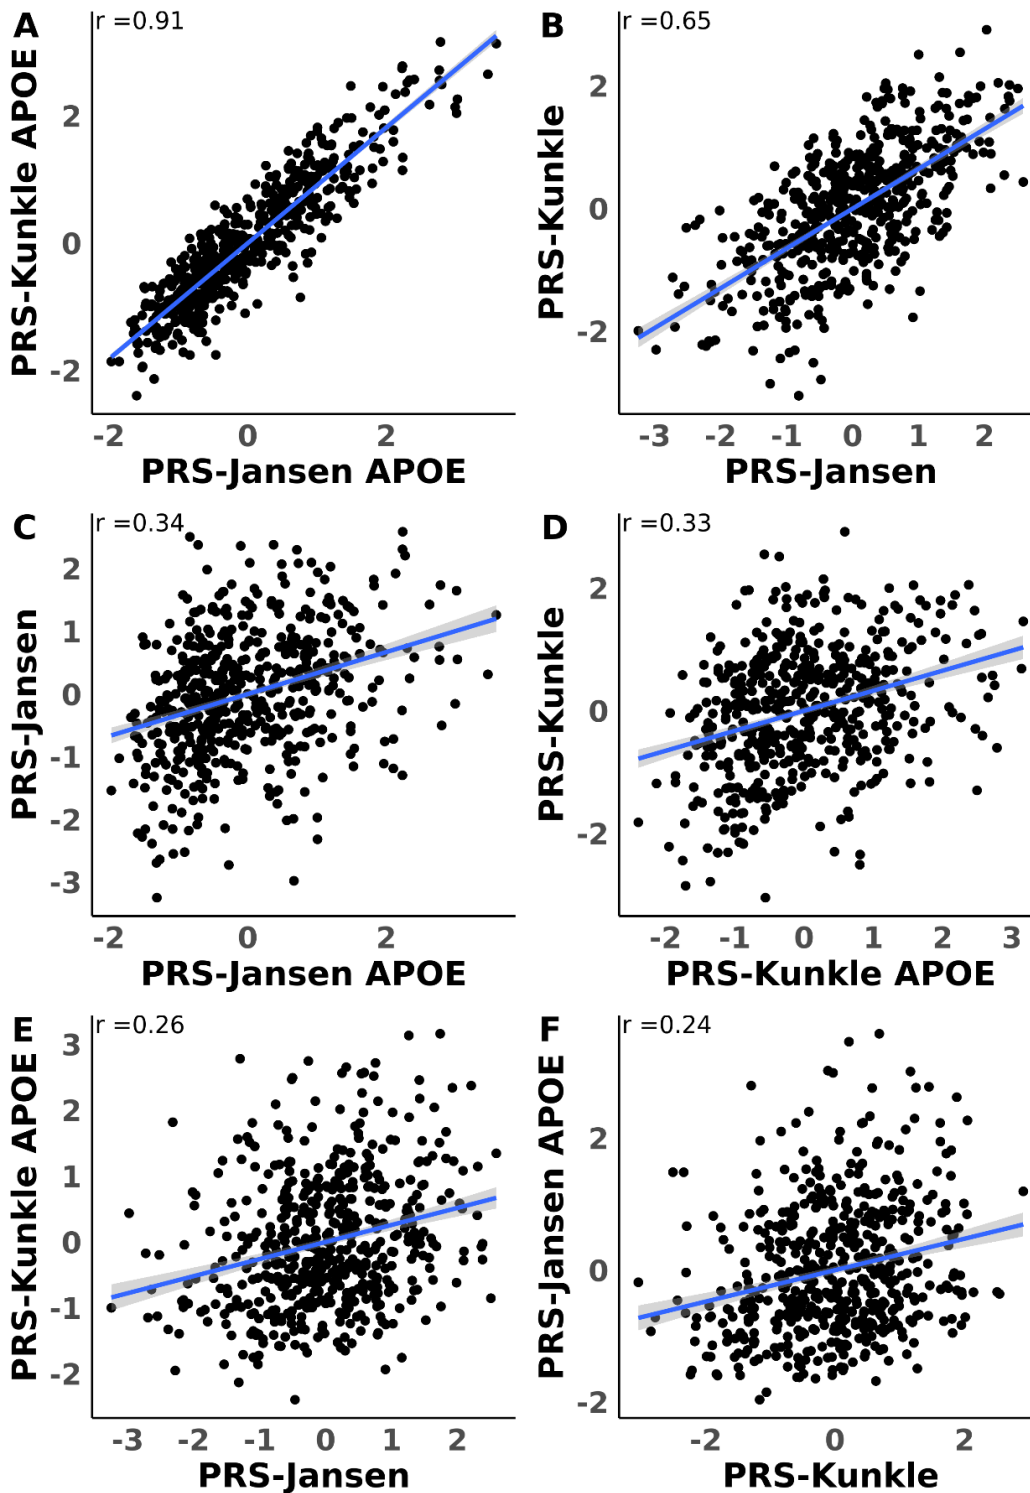 A
r =0.91
PRS-Kunkle APOE
2
0
-2
-2 0 2
PRS-Jansen APOE
B
r =0.65
PRS-Kunkle
2
0
-2
-3 -2 -1 0 1 2
PRS-Jansen
C
r =0.34
PRS-Jansen
2
1
0
-1
-2
-3
-2 0 2
PRS-Jansen APOE
D
r =0.33
PRS-Kunkle
2
0
-2
-2 -1 0 1 2 3
PRS-Kunkle APOE
E
r =0.26
PRS-Kunkle APOE
3
2
1
0
-1
-2
-3 -2 -1 0 1 2
PRS-Jansen
F
r =0.24
PRS-Jansen APOE
2
0
-2
-2 0 2
PRS-Kunkle